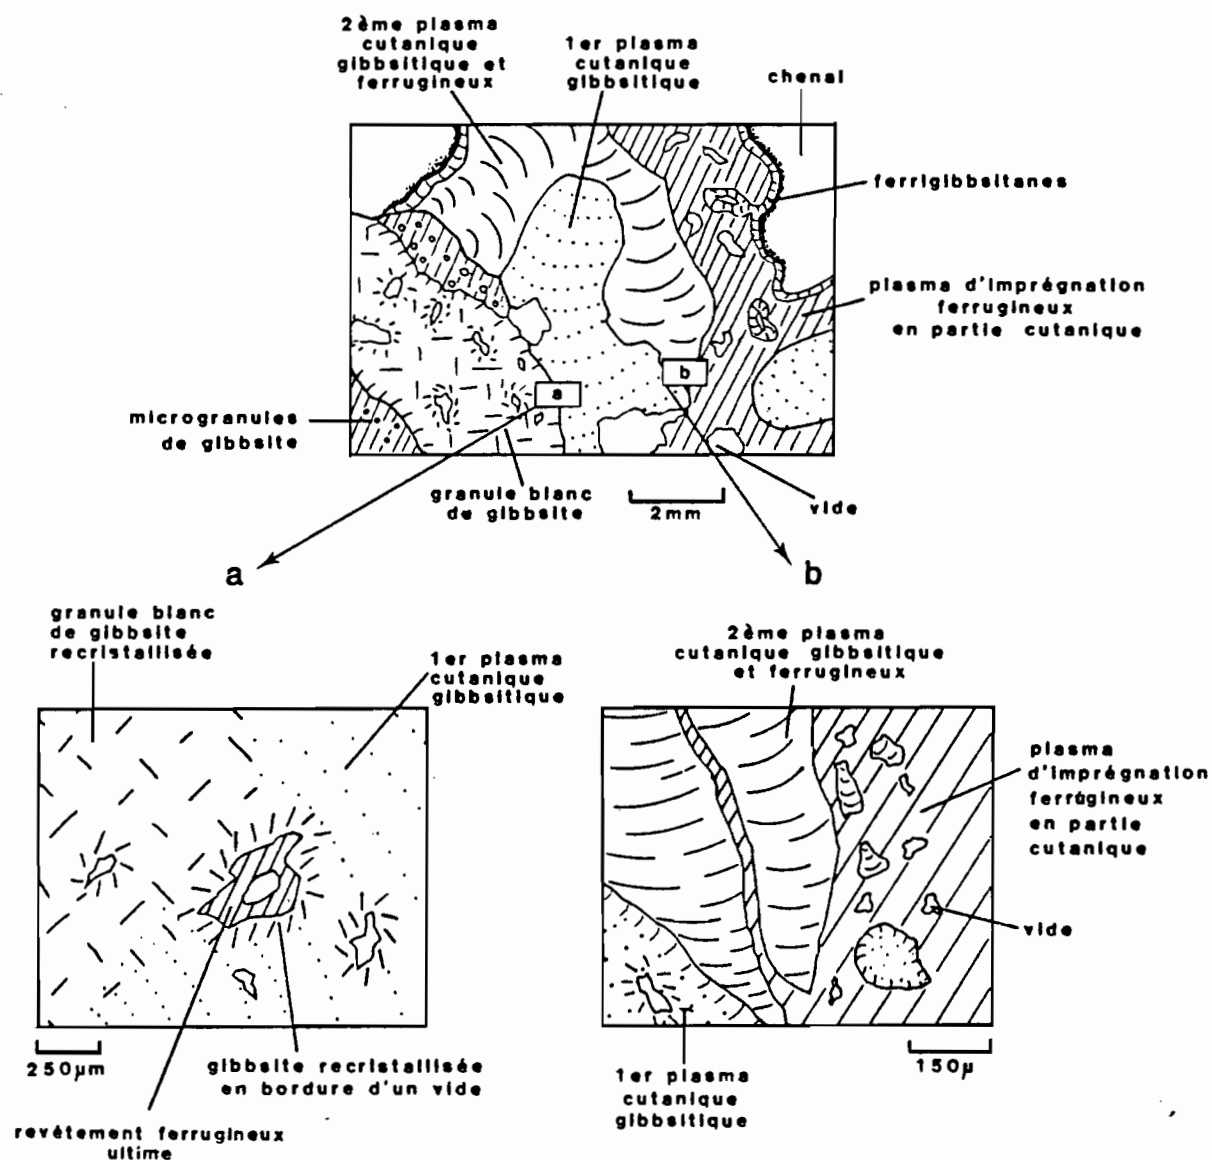 2ème plasma
cutanique
gibbsitique et
ferrugineux
1er plasma
cutanique
gibbsitique
chenal
ferrigibbsitanes
plasma d'imprégnation
ferrugineux
en partie cutanique
microgranules
de gibbsite
a
b
granule blanc
de gibbsite
2mm
vide
a
b
granule blanc
de gibbsite
recristallisée
1er plasma
cutanique
gibbsitique
2ème plasma
cutanique gibbsitique
et ferrugineux
plasma
d'imprégnation
ferrugineux
en partie
cutanique
vide
250µm
gibbsite recristallisée
en bordure d'un vide
revêtement ferrugineux
ultime
1er plasma
cutanique
gibbsitique
150µ